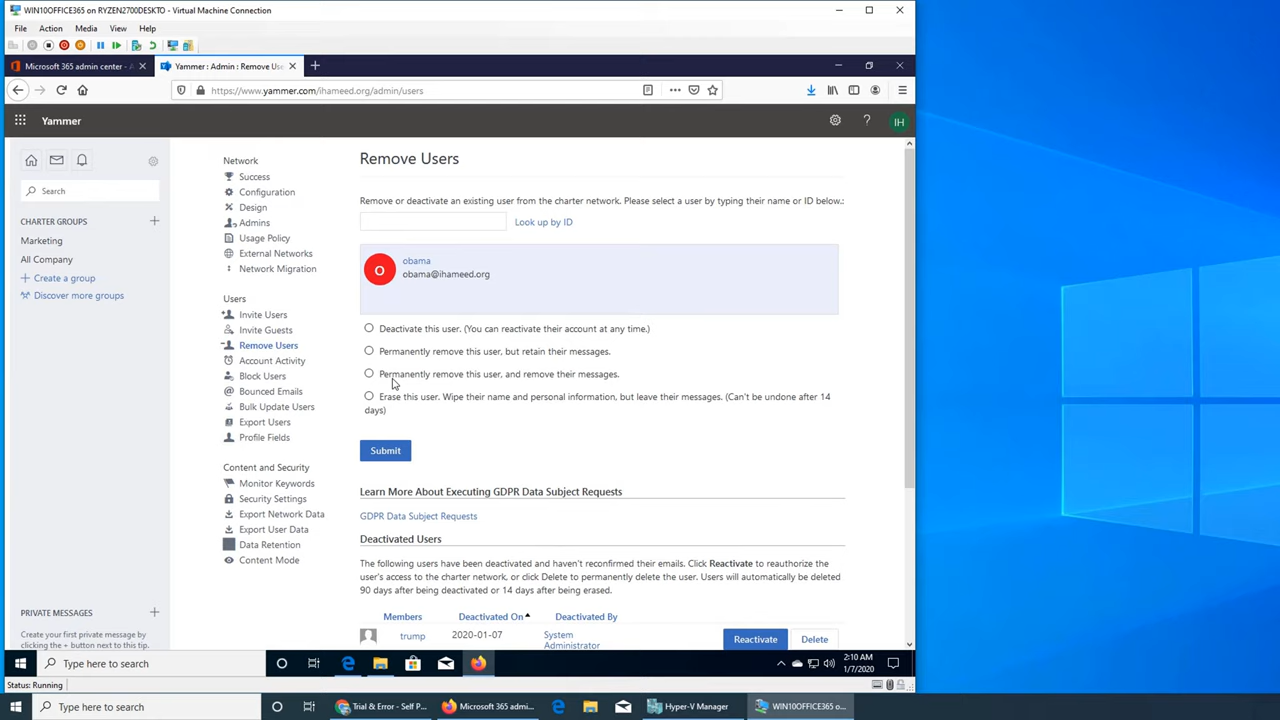 WIN10OFFICE365 on RYZEN2700DESKTO - Virtual Machine Connection
File Action Media View Help
Microsoft 365 admin center - A
Yammer : Admin : Remove Use
https://www.yammer.com/ihameed.org/admin/users
Yammer
IH
Search
CHARTER GROUPS
Marketing
All Company
Create a group
Discover more groups
PRIVATE MESSAGES
Create your first private message by
clicking the + button next to this tip.
Network
Success
Configuration
Design
Admins
Usage Policy
External Networks
Network Migration
Users
Invite Users
Invite Guests
Remove Users
Account Activity
Block Users
Bounced Emails
Bulk Update Users
Export Users
Profile Fields
Content and Security
Monitor Keywords
Security Settings
Export Network Data
Export User Data
Data Retention
Content Mode
Remove Users
Remove or deactivate an existing user from the charter network. Please select a user by typing their name or ID below.:
Look up by ID
O
obama
obama@ihameed.org
Deactivate this user. (You can reactivate their account at any time.)
Permanently remove this user, but retain their messages.
Permanently remove this user, and remove their messages.
Erase this user. Wipe their name and personal information, but leave their messages. (Can't be undone after 14
days)
Submit
Learn More About Executing GDPR Data Subject Requests
GDPR Data Subject Requests
Deactivated Users
The following users have been deactivated and haven't reconfirmed their emails. Click Reactivate to reauthorize the
user's access to the charter network, or click Delete to permanently delete the user. Users will automatically be deleted
90 days after being deactivated or 14 days after being erased.
Members Deactivated On Deactivated By
trump 2020-01-07 System Reactivate Delete
Administrator
Type here to search
2:10 AM
1/7/2020
Status: Running
Type here to search
Trial & Error - Self P...
Microsoft 365 admi...
Hyper-V Manager
WIN10OFFICE365 o...